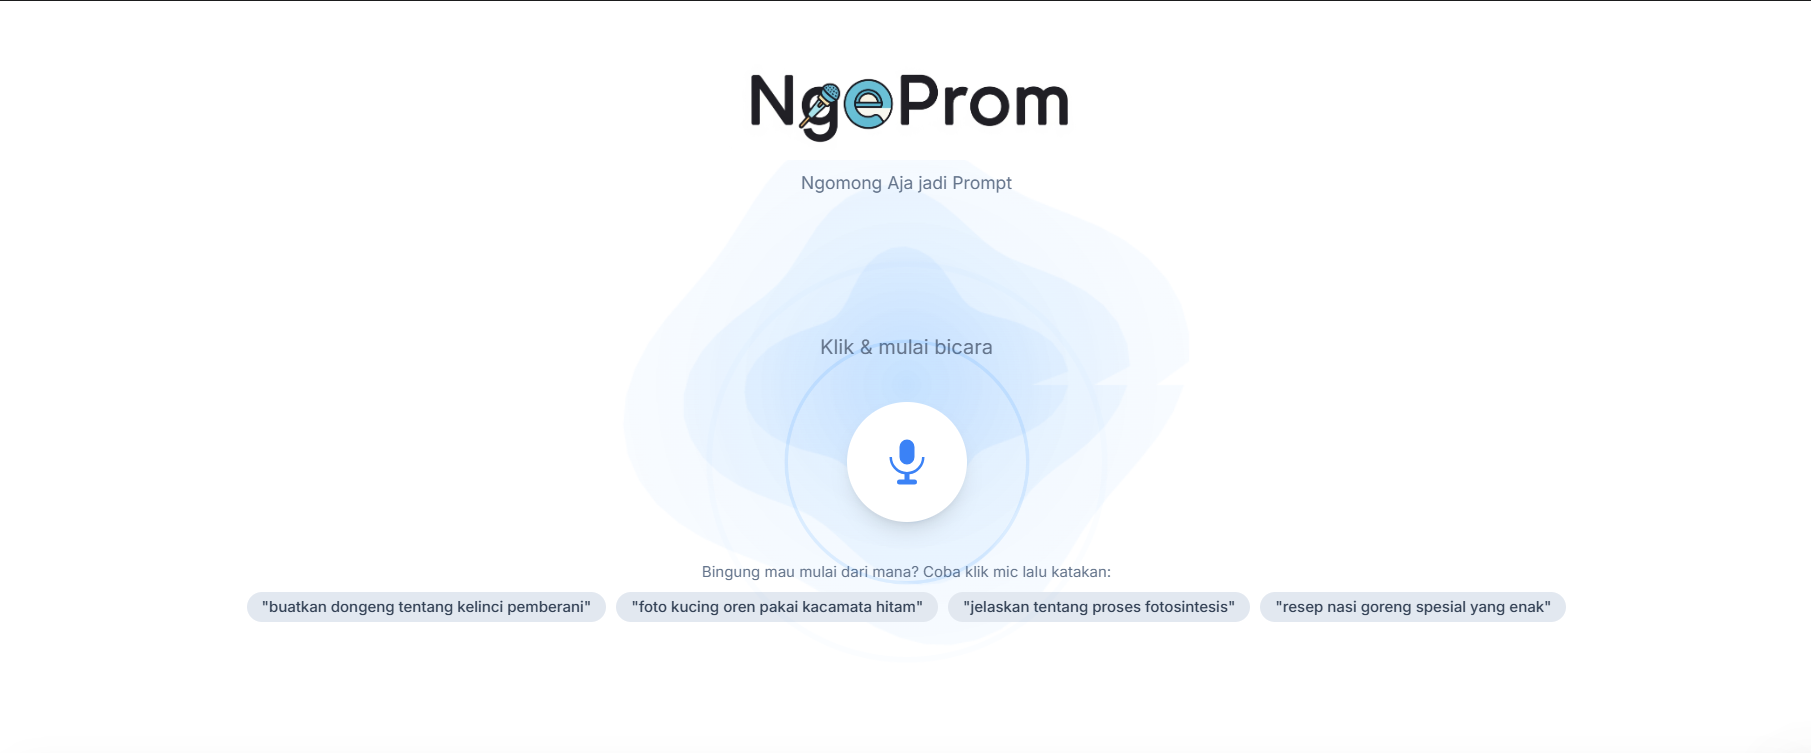 NgeProm
Ngomong Aja jadi Prompt
Klik & mulai bicara
Bingung mau mulai dari mana? Coba klik mic lalu katakan:
"buatkan dongeng tentang kelinci pemberani" "foto kucing oren pakai kacamata hitam" "jelaskan tentang proses fotosintesis" "resep nasi goreng spesial yang enak"